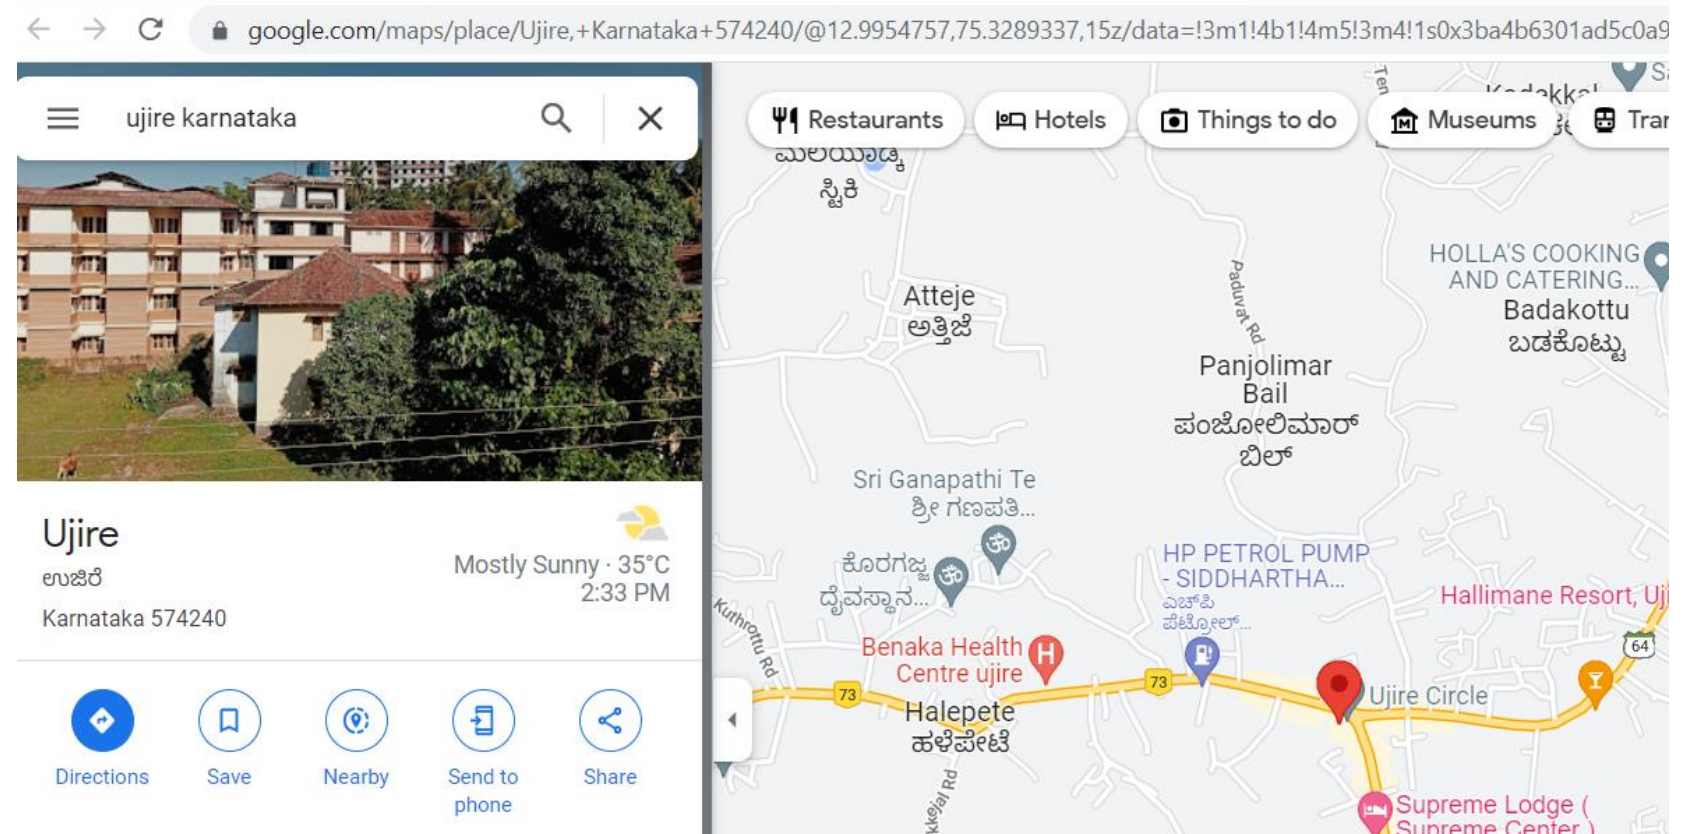 google.com/maps/place/Ujire,+Karnataka+574240/@12.9954757,75.3289337,15z/data=!3m1!4b1!4m5!3m4!1s0x3ba4b6301ad5c0a9
ujire karnataka
Ujire
ಉಜಿರೆ
Karnataka 574240
Mostly Sunny · 35°C
2:33 PM
Directions
Save
Nearby
Send to
phone
Share
Restaurants
Hotels
Things to do
Museums
ಸ್ಟಿಕಿ
HOLLA'S COOKING
AND CATERING...
Badakottu
ಬಡಕೊಟ್ಟು
Atteje
ಅತ್ತಿಜೆ
Paduvat Rd
Panjolimar
Bail
ಪಂಜೋಲಿಮಾರ್
ಬಿಲ್
Sri Ganapathi Te
ಶ್ರೀ ಗಣಪತಿ...
ಕೊರಗಜ್ಜ
ದೈವಸ್ಥಾನ...
HP PETROL PUMP
- SIDDHARTHA...
ಎಚ್‌ಪಿ
ಪೆಟ್ರೋಲ್...
Hallimane Resort, Uji
Kuthrottu Rd
Benaka Health
Centre ujire
H
64
73
73
Ujire Circle
Halepete
ಹಳೆಪೇಟೆ
Supreme Lodge (
Supreme Center )